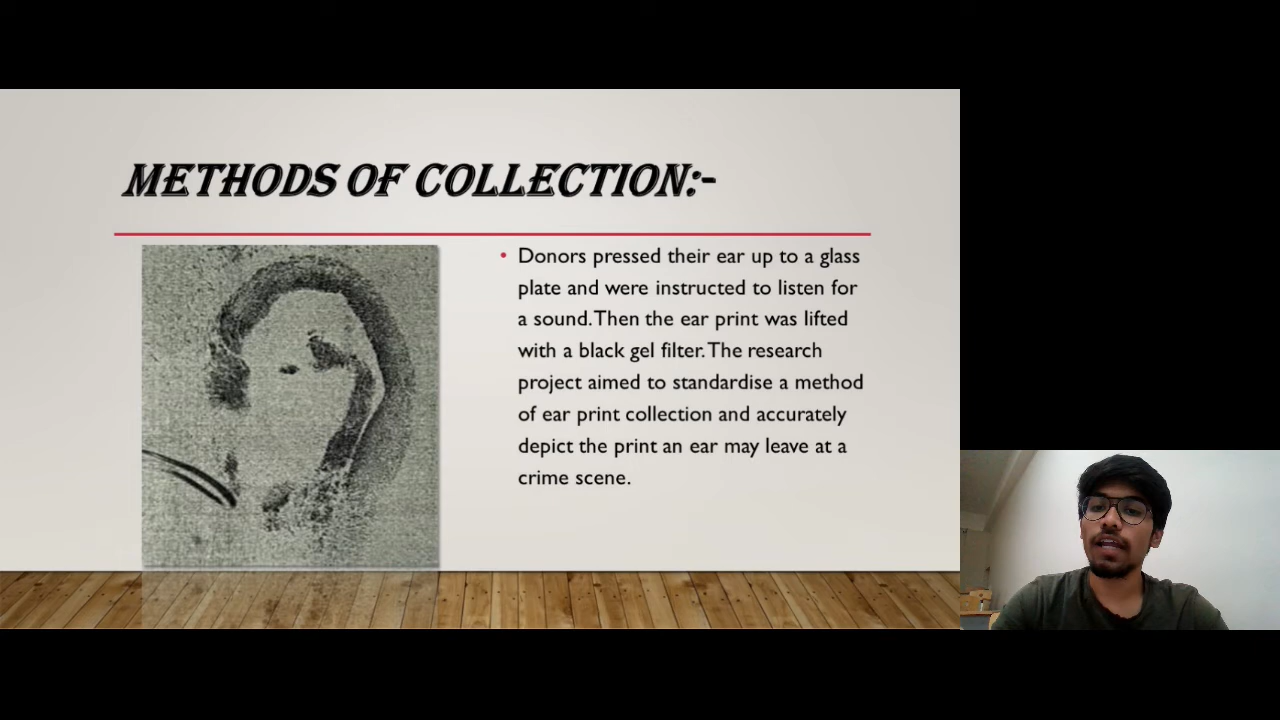 METHODS OF COLLECTION:-
• Donors pressed their ear up to a glass
plate and were instructed to listen for
a sound. Then the ear print was lifted
with a black gel filter. The research
project aimed to standardise a method
of ear print collection and accurately
depict the print an ear may leave at a
crime scene.